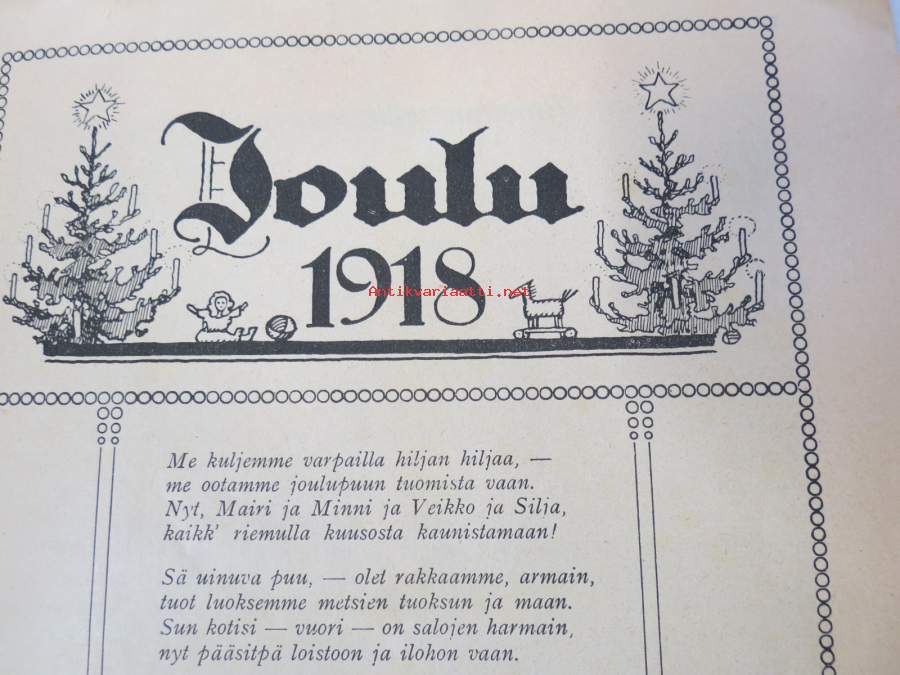 Joulu
1918
Antikvariaatti.net
Me kuljemme varpailla hiljan hiljaa, —
me ootamme joulupuun tuomista vaan.
Nyt, Mairi ja Minni ja Veikko ja Silja,
kaikk' riemulla kuusosta kaunistamaan!
Sä uinuva puu, — olet rakkaamme, armain,
tuot luoksemme metsien tuoksun ja maan.
Sun kotisi — vuori — on salojen harmain,
nyt pääsitpä loistoon ja ilohon vaan.